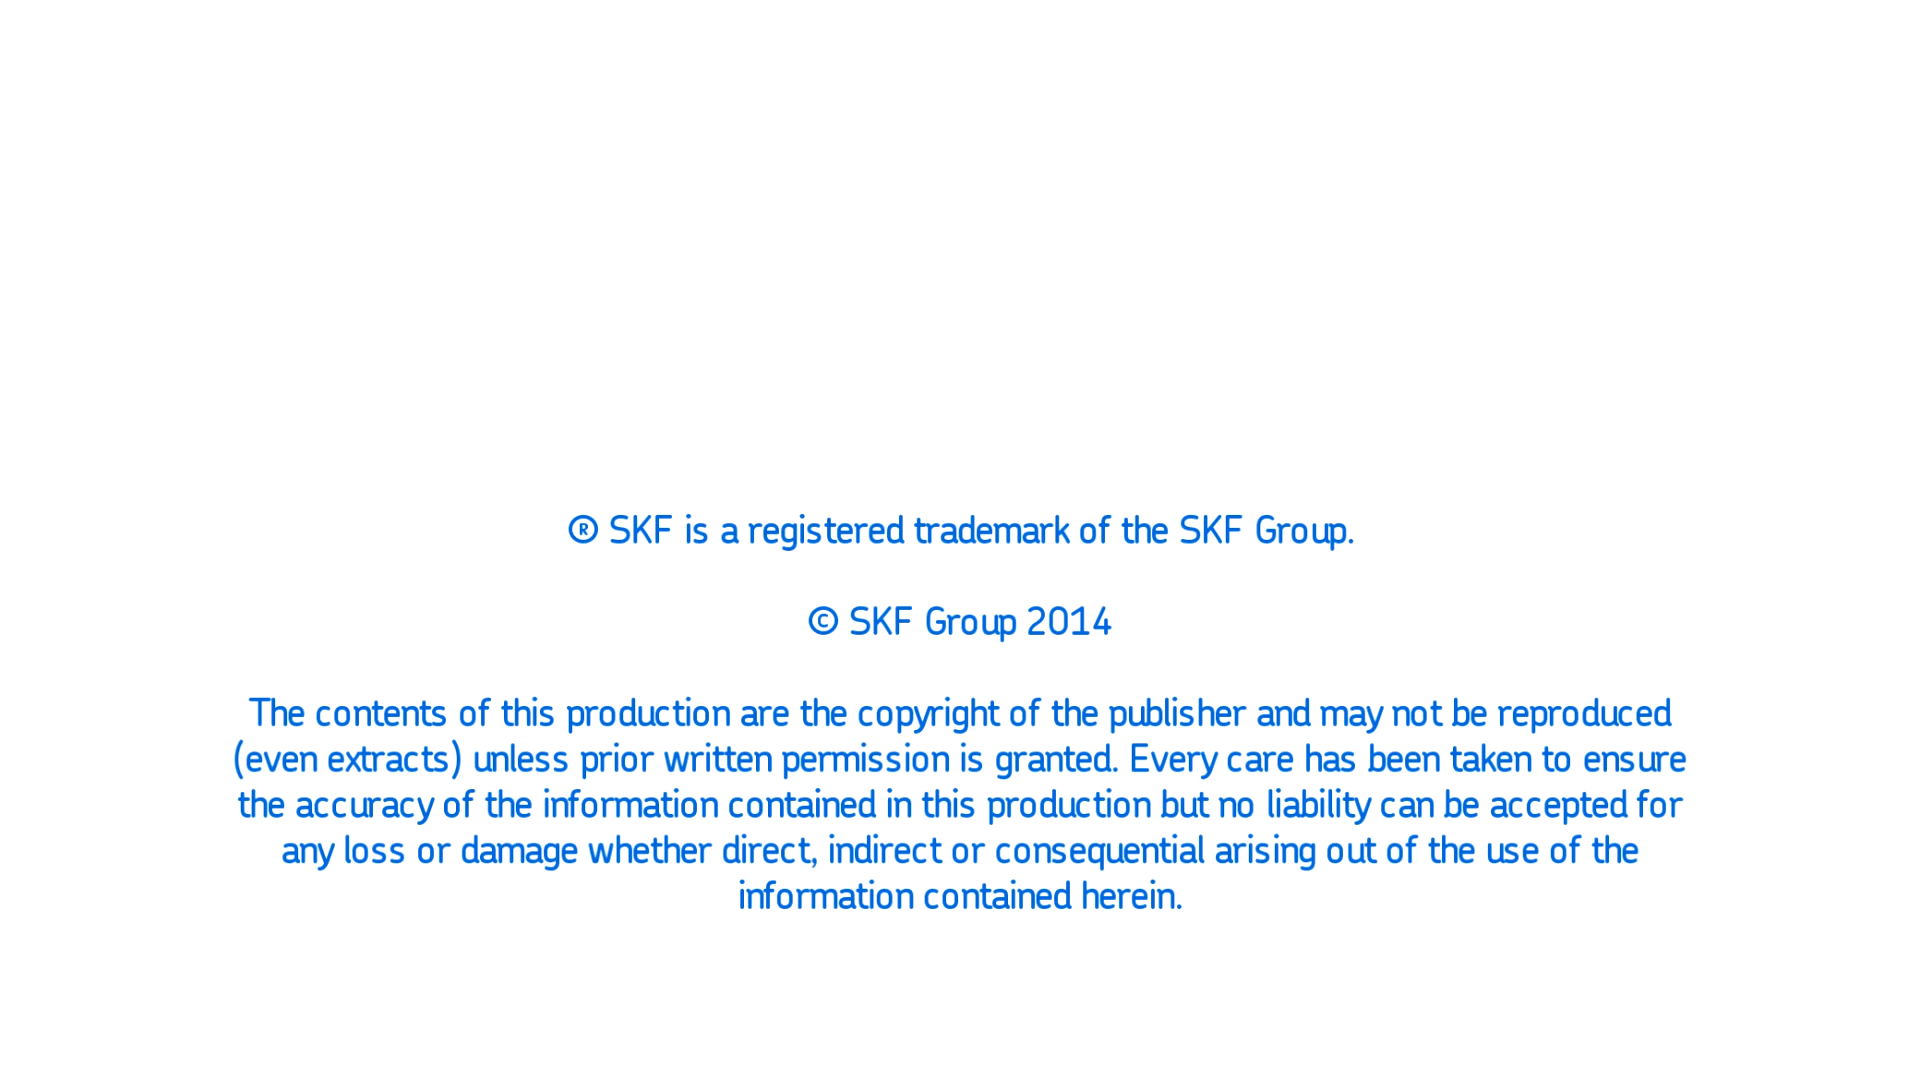 ® SKF is a registered trademark of the SKF Group.
© SKF Group 2014
The contents of this production are the copyright of the publisher and may not be reproduced
(even extracts) unless prior written permission is granted. Every care has been taken to ensure
the accuracy of the information contained in this production but no liability can be accepted for
any loss or damage whether direct, indirect or consequential arising out of the use of the
information contained herein.